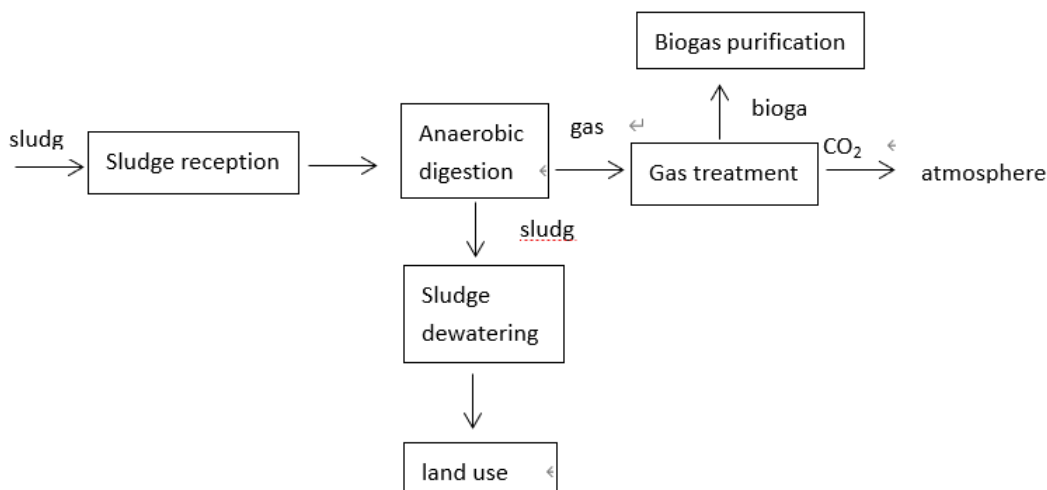 Biogas purification
bioga
sludg
Sludge reception
Anaerobic
digestion
gas
Gas treatment
CO₂
atmosphere
sludg
Sludge
dewatering
land use